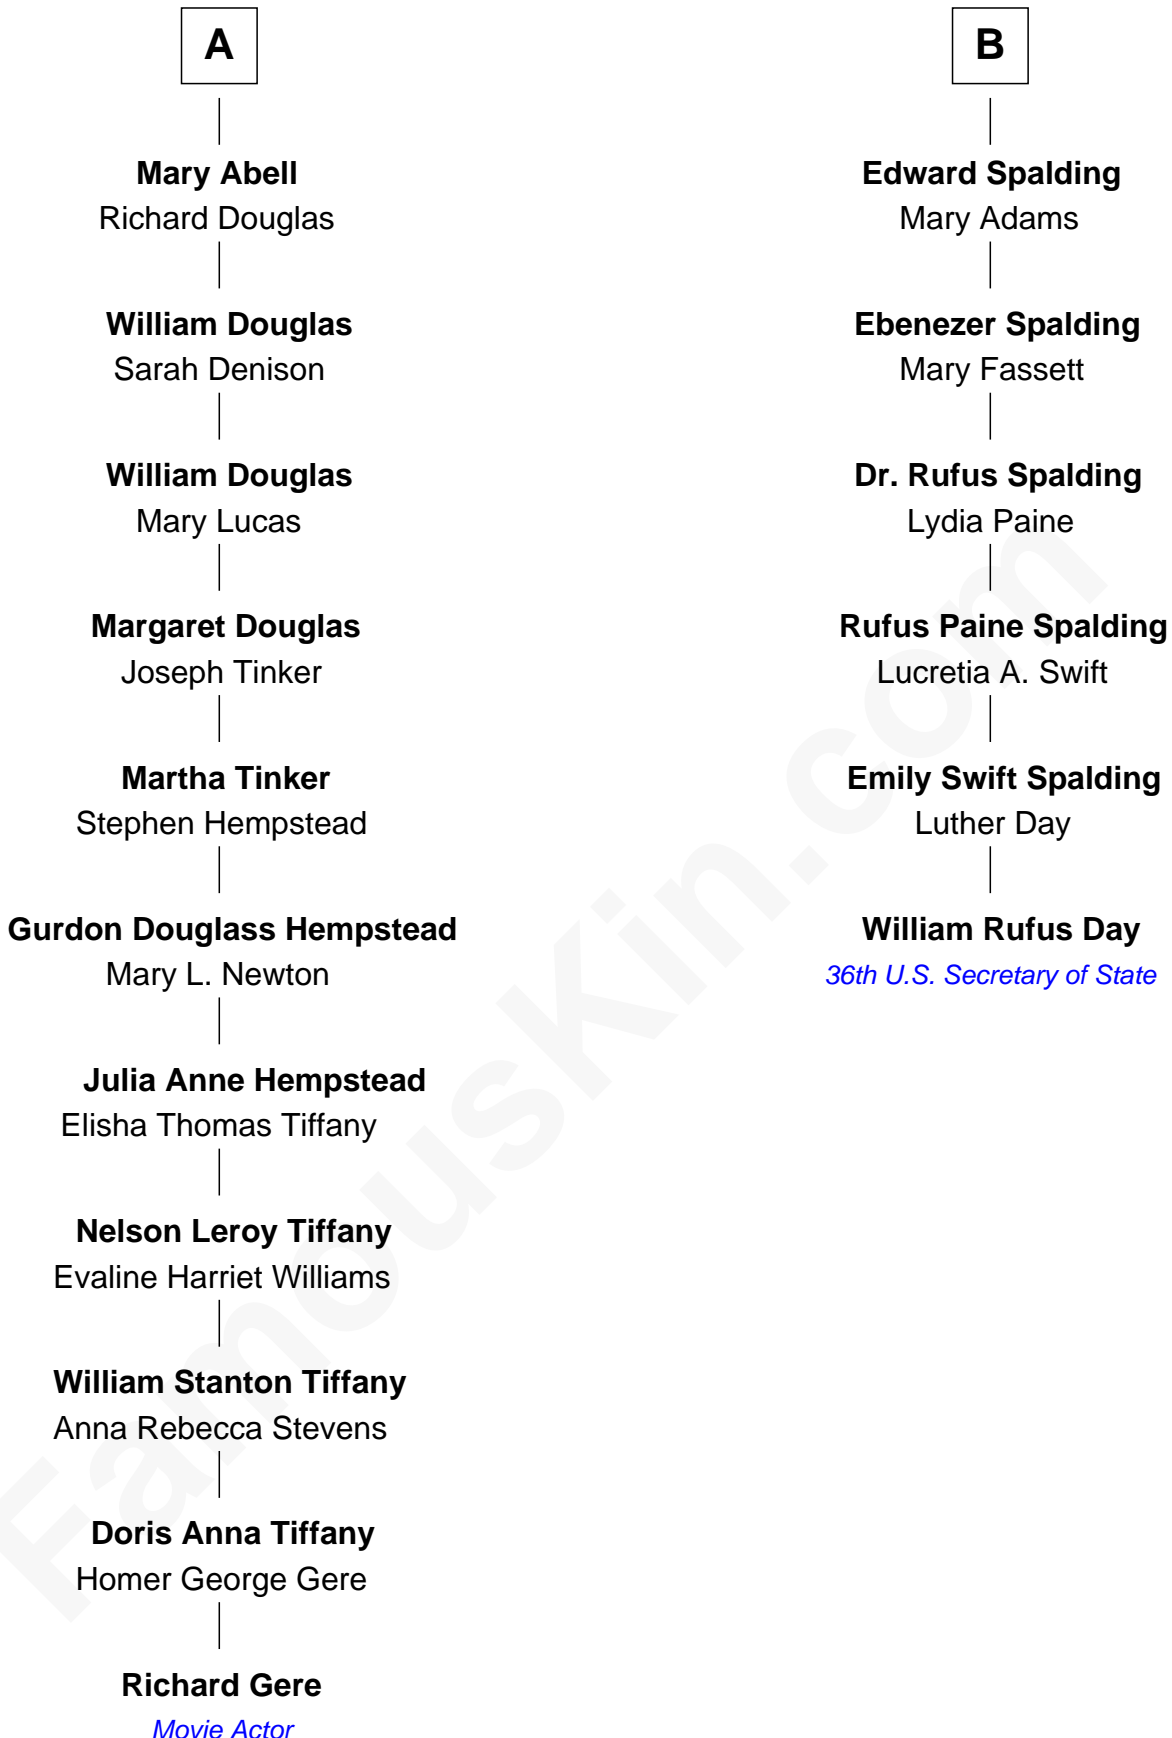 A
Mary Abell
Richard Douglas
William Douglas
Sarah Denison
William Douglas
Mary Lucas
Margaret Douglas
Joseph Tinker
Martha Tinker
Stephen Hempstead
Gurdon Douglass Hempstead
Mary L. Newton
Julia Anne Hempstead
Elisha Thomas Tiffany
Nelson Leroy Tiffany
Evaline Harriet Williams
William Stanton Tiffany
Anna Rebecca Stevens
Doris Anna Tiffany
Homer George Gere
Richard Gere
Movie Actor
B
Edward Spalding
Mary Adams
Ebenezer Spalding
Mary Fassett
Dr. Rufus Spalding
Lydia Paine
Rufus Paine Spalding
Lucretia A. Swift
Emily Swift Spalding
Luther Day
William Rufus Day
36th U.S. Secretary of State
FamousKin.com